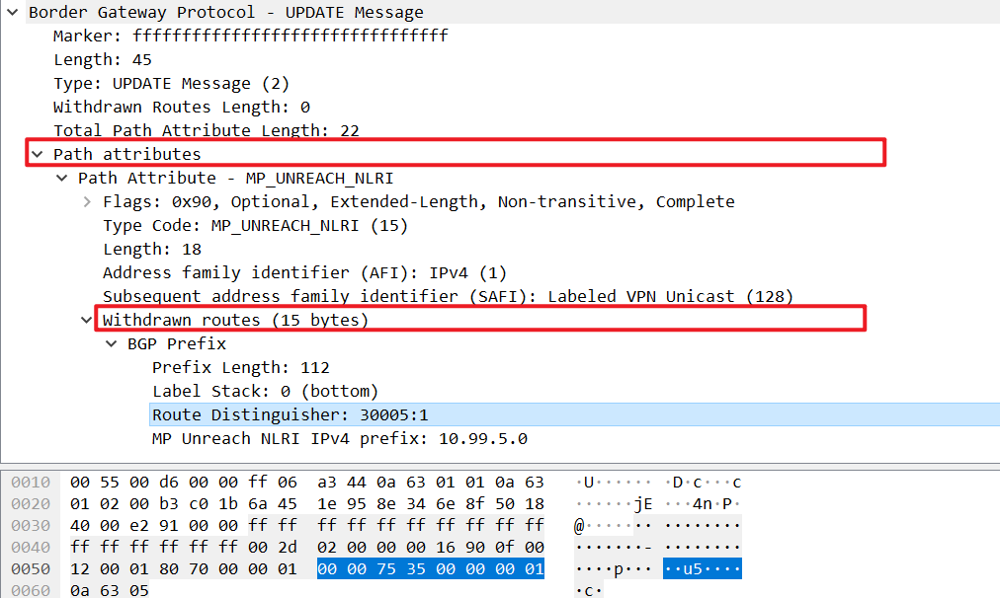 Border Gateway Protocol - UPDATE Message
Marker: ffffffffffffffffffffffffffffffff
Length: 45
Type: UPDATE Message (2)
Withdrawn Routes Length: 0
Total Path Attribute Length: 22
Path attributes
Path Attribute - MP_UNREACH_NLRI
Flags: 0x90, Optional, Extended-Length, Non-transitive, Complete
Type Code: MP_UNREACH_NLRI (15)
Length: 18
Address family identifier (AFI): IPv4 (1)
Subsequent address family identifier (SAFI): Labeled VPN Unicast (128)
Withdrawn routes (15 bytes)
BGP Prefix
Prefix Length: 112
Label Stack: 0 (bottom)
Route Distinguisher: 30005:1
MP Unreach NLRI IPv4 prefix: 10.99.5.0
0010 00 55 00 d6 00 00 ff 06 a3 44 0a 63 01 01 0a 63 ·U······ ·D·c···c
0020 01 02 00 b3 c0 1b 6a 45 1e 95 8e 34 6e 8f 50 18 ······jE ···4n·P·
0030 40 00 e2 91 00 00 ff ff ff ff ff ff ff ff ff ff @······· ········
0040 ff ff ff ff ff ff 00 2d 02 00 00 00 16 90 0f 00 ·······- ········
0050 12 00 01 80 70 00 00 01 00 00 75 35 00 00 00 01 ····p··· ··u5····
0060 0a 63 05 ·c·